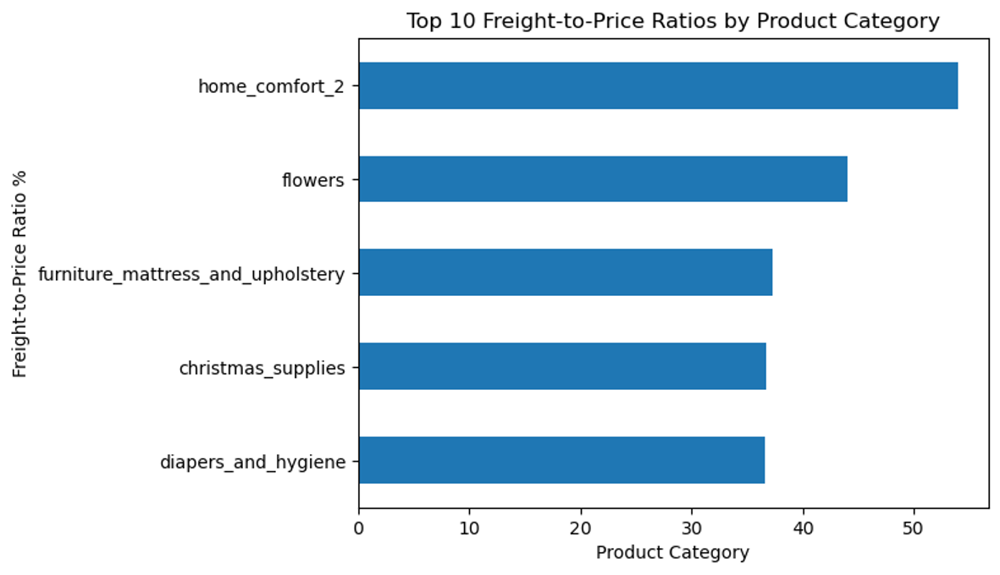 Top 10 Freight-to-Price Ratios by Product Category
Freight-to-Price Ratio %
home_comfort_2
flowers
furniture_mattress_and_upholstery
christmas_supplies
diapers_and_hygiene
0 10 20 30 40 50
Product Category